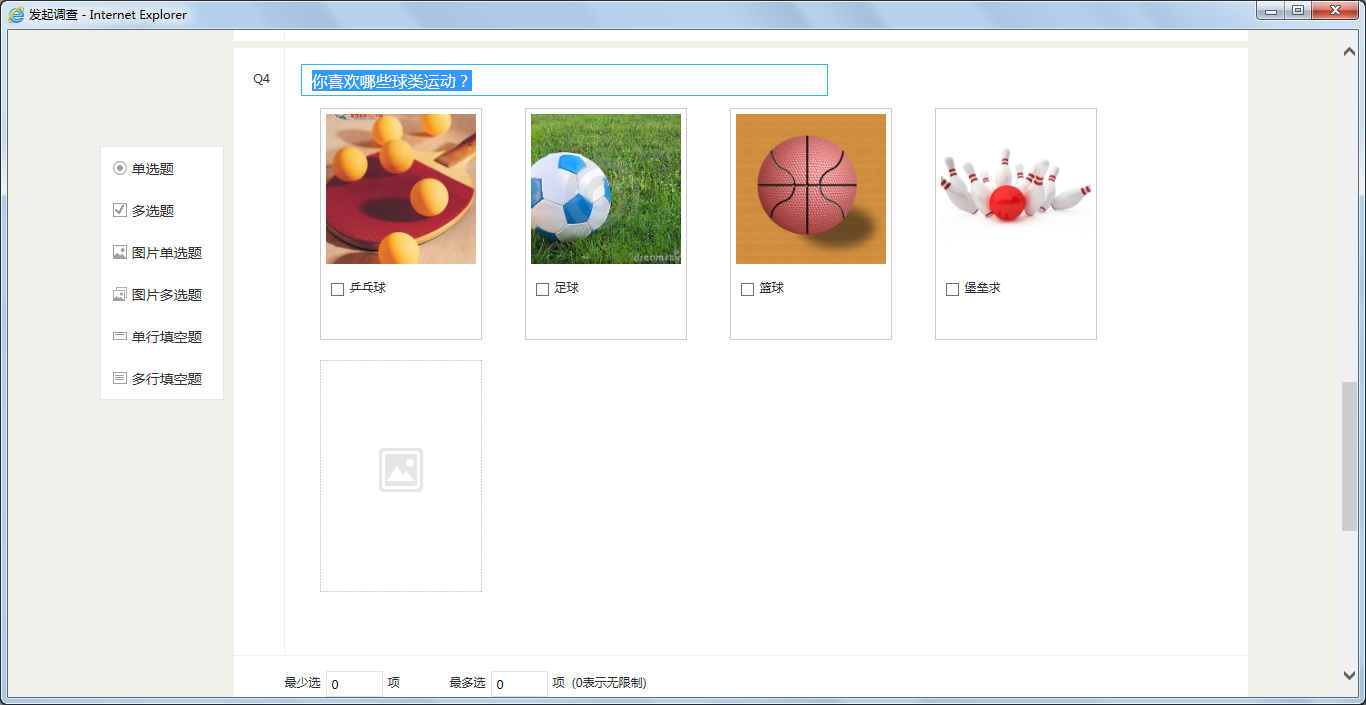 发起调查 - Internet Explorer
Q4
你喜欢哪些球类运动？
单选题
多选题
图片单选题
图片多选题
单行填空题
多行填空题
乒乓球
足球
篮球
堡垒求
最少选 0 项 最多选 0 项 (0表示无限制)